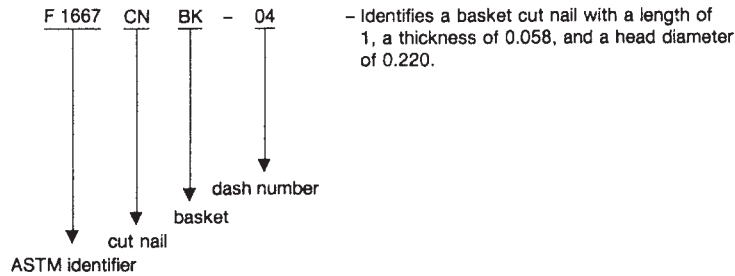 F 1667 CN BK – 04 – Identifies a basket cut nail with a length of
1, a thickness of 0.058, and a head diameter
of 0.220.
dash number
basket
cut nail
ASTM identifier